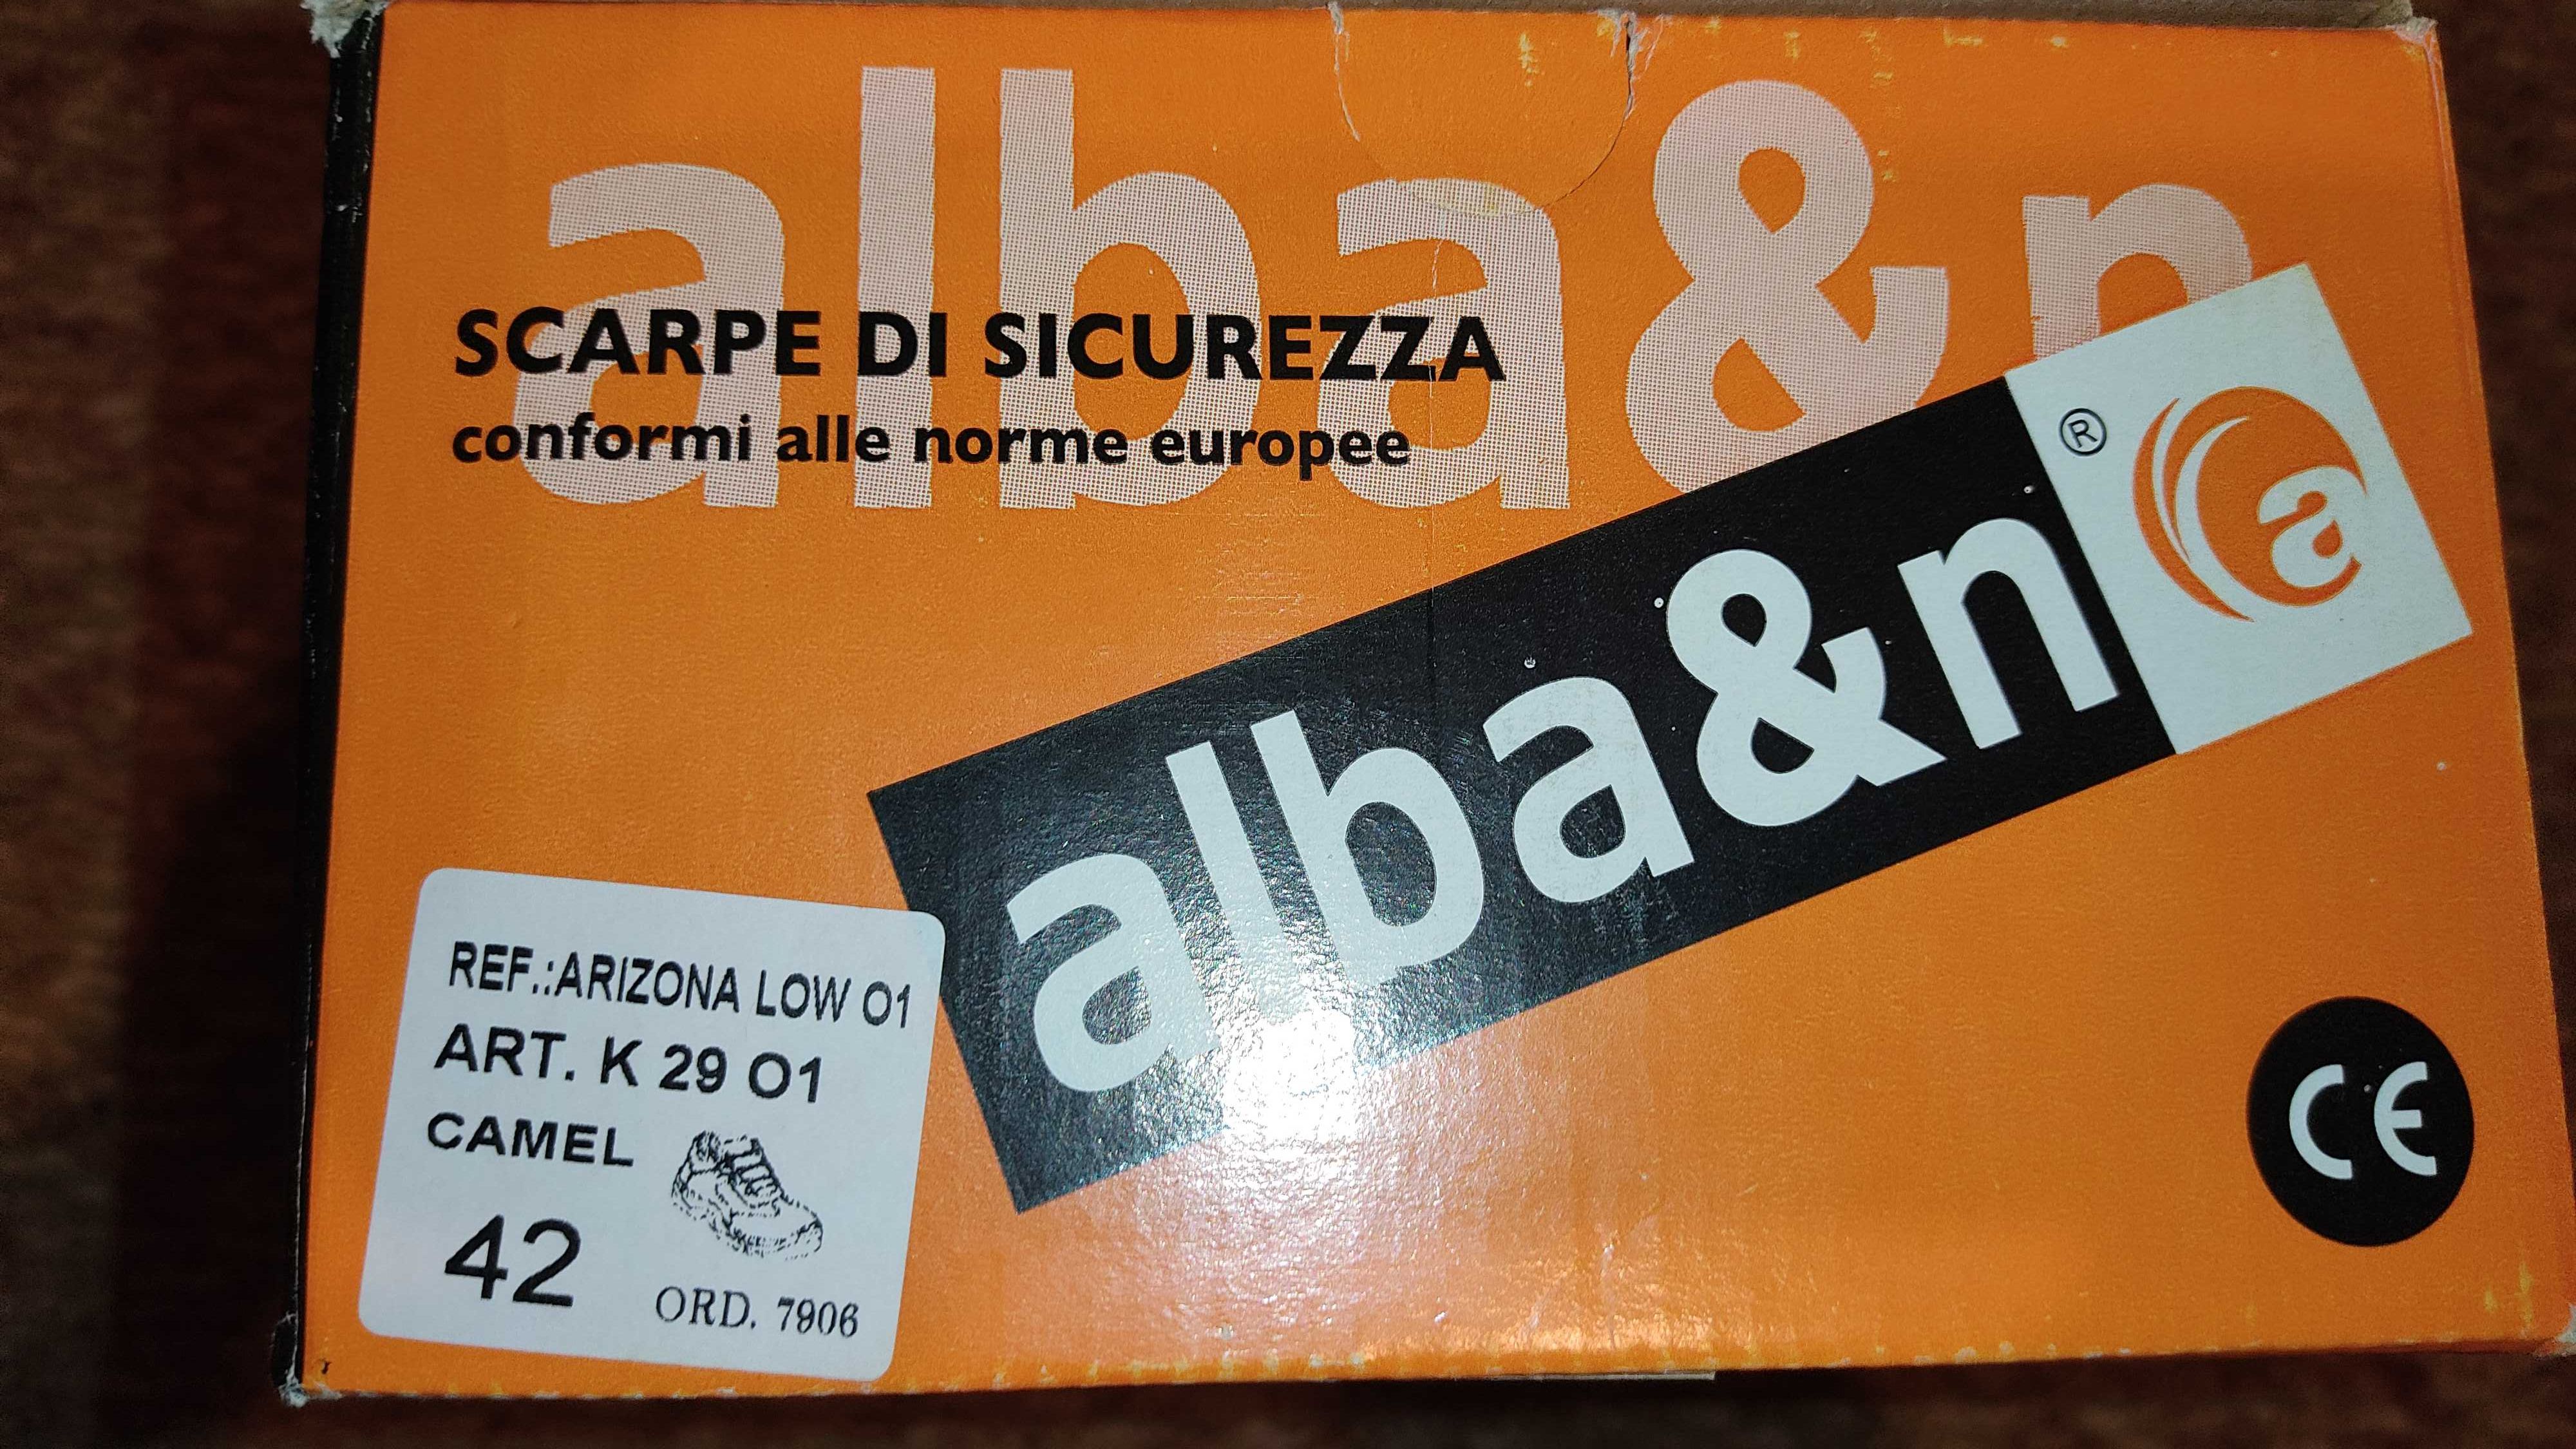 alba&n
SCARPE DI SICUREZZA
conformi alle norme europee
alba&n
®
a
REF.:ARIZONA LOW O1
ART. K 29 O1
CAMEL
42
ORD. 7906
CE